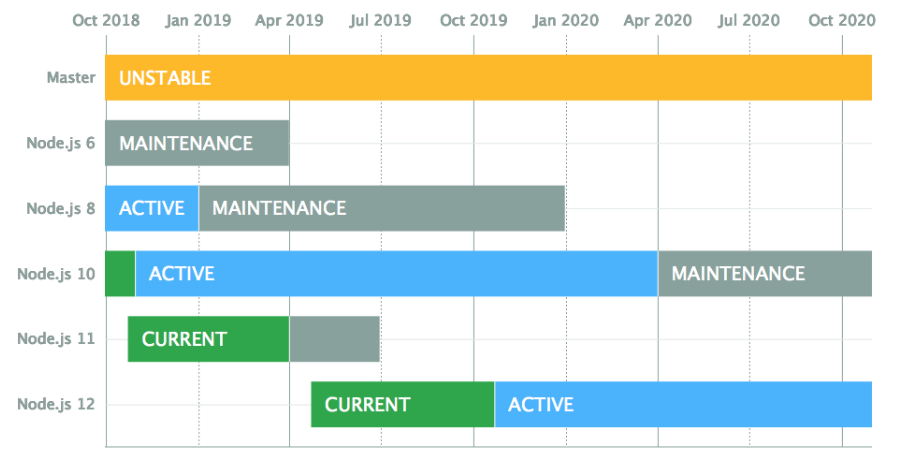 Oct 2018 Jan 2019 Apr 2019 Jul 2019 Oct 2019 Jan 2020 Apr 2020 Jul 2020 Oct 2020
Master UNSTABLE
Node.js 6 MAINTENANCE
Node.js 8 ACTIVE MAINTENANCE
Node.js 10 ACTIVE MAINTENANCE
Node.js 11 CURRENT
Node.js 12 CURRENT ACTIVE